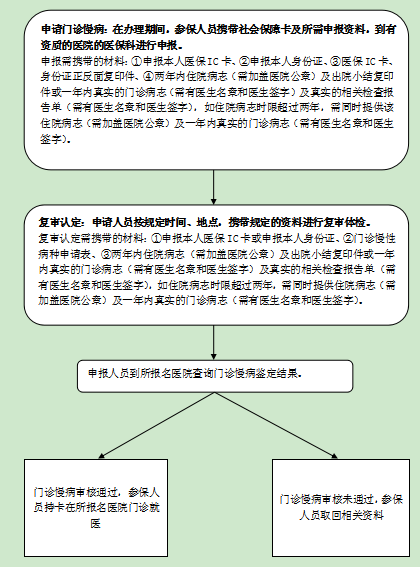 申请门诊慢病：在办理期间，参保人员携带社会保障卡及所需申报资料，到有
资质的医院的医保科进行申报。
申报需携带的材料：①申报本人医保 IC 卡、②申报本人身份证、③医保 IC 卡、
身份证正反面复印件、④两年内住院病志（需加盖医院公章）及出院小结复印
件或一年内真实的门诊病志（需有医生名章和医生签字）及真实的相关检查报
告单（需有医生名章和医生签字），如住院病志时限超过两年，需同时提供该
住院病志（需加盖医院公章）及一年内真实的门诊病志（需有医生名章和医生
签字）。
复审认定：申请人员按规定时间、地点，携带规定的资料进行复审体检。
复审认定需携带的材料：①申报本人医保 IC 卡或申报本人身份证、②门诊慢性
病种申请表、③两年内住院病志（需加盖医院公章）及出院小结复印件或一年内
真实的门诊病志（需有医生名章和医生签字）及真实的相关检查报告单（需
有医生名章和医生签字），如住院病志时限超过两年，需同时提供住院病志（需
加盖医院公章）及一年内真实的门诊病志（需有医生名章和医生签字）。
申报人员到所报名医院查询门诊慢病鉴定结果。
门诊慢病审核通过，参保人
员持卡在所报名医院门诊就
医
门诊慢病审核未通过，参保
人员取回相关资料